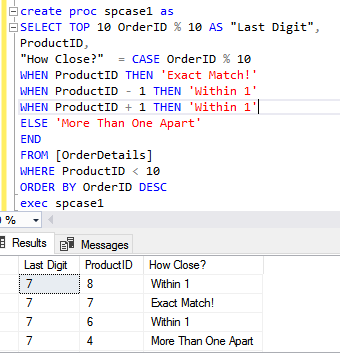 create proc spcase1 as
SELECT TOP 10 OrderID % 10 AS "Last Digit",
ProductID,
"How Close?"  = CASE OrderID % 10
WHEN ProductID THEN 'Exact Match!'
WHEN ProductID - 1 THEN 'Within 1'
WHEN ProductID + 1 THEN 'Within 1'
ELSE 'More Than One Apart'
END
FROM [OrderDetails]
WHERE ProductID < 10
ORDER BY OrderID DESC
exec spcase1
%
Results Messages
Last Digit ProductID How Close?
7 8 Within 1
7 7 Exact Match!
7 6 Within 1
7 4 More Than One Apart